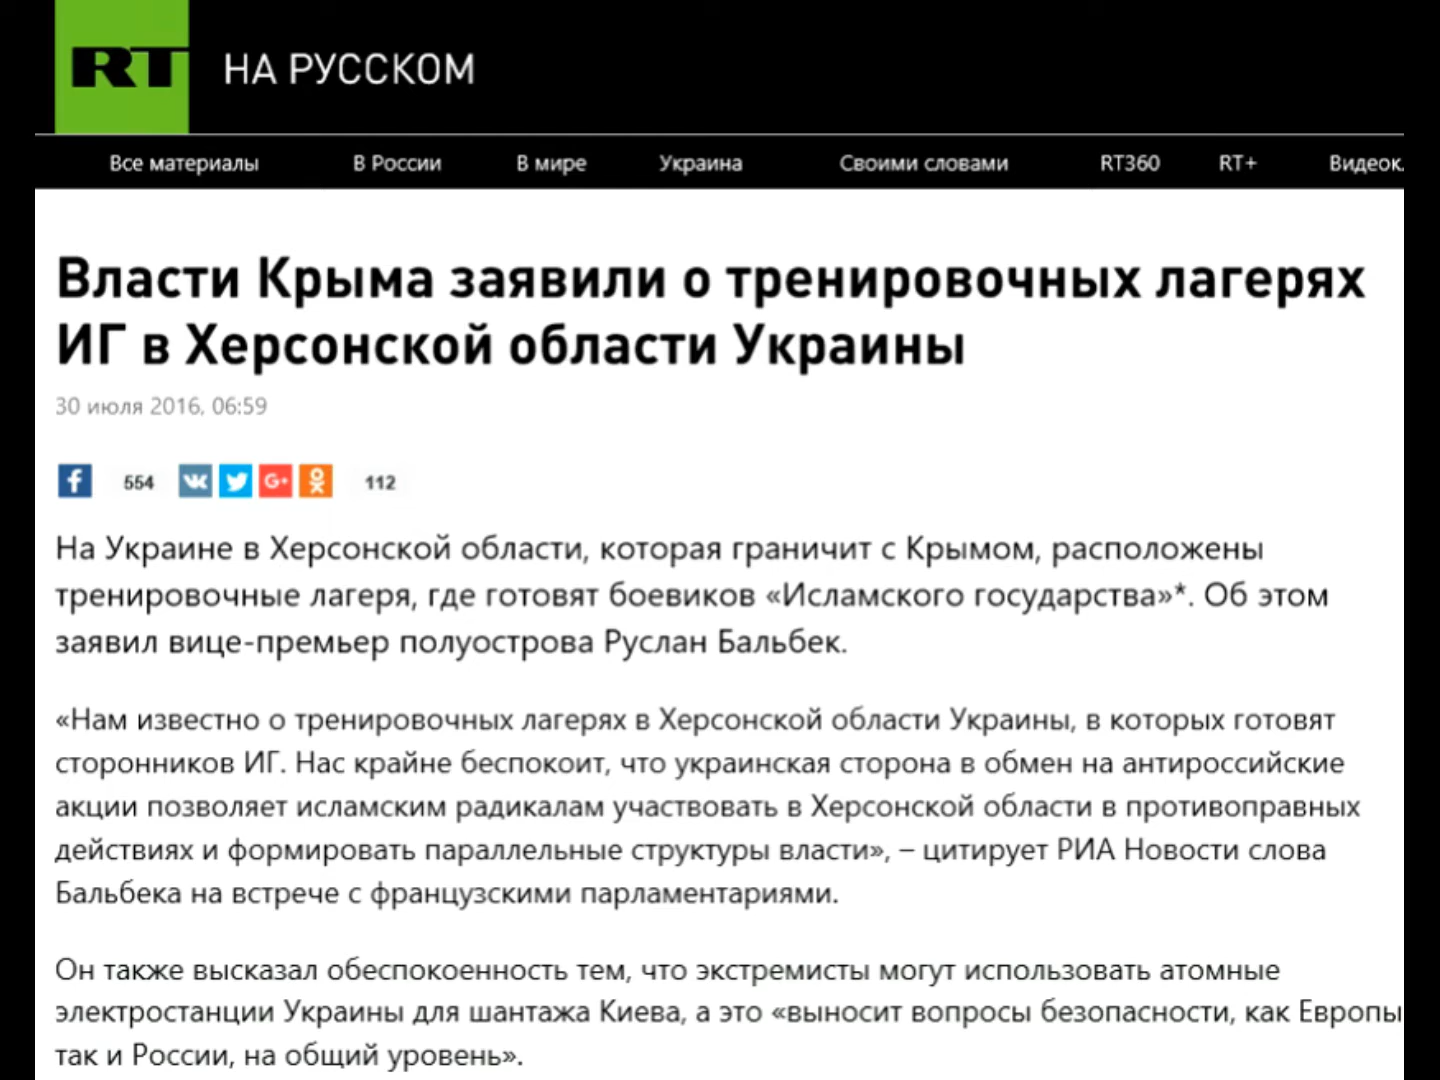 RT НА РУССКОМ
Все материалы В России В мире Украина Своими словами RT360 RT+
Власти Крыма заявили о тренировочных лагерях
ИГ в Херсонской области Украины
30 июля 2016, 06:59
554 112
На Украине в Херсонской области, которая граничит с Крымом, расположены
тренировочные лагеря, где готовят боевиков «Исламского государства»*. Об этом
заявил вице-премьер полуострова Руслан Бальбек.
«Нам известно о тренировочных лагерях в Херсонской области Украины, в которых готовят
сторонников ИГ. Нас крайне беспокоит, что украинская сторона в обмен на антироссийские
акции позволяет исламским радикалам участвовать в Херсонской области в противоправных
действиях и формировать параллельные структуры власти», – цитирует РИА Новости слова
Бальбека на встрече с французскими парламентариями.
Он также высказал обеспокоенность тем, что экстремисты могут использовать атомные
электростанции Украины для шантажа Киева, а это «выносит вопросы безопасности, как Европы
так и России, на общий уровень».